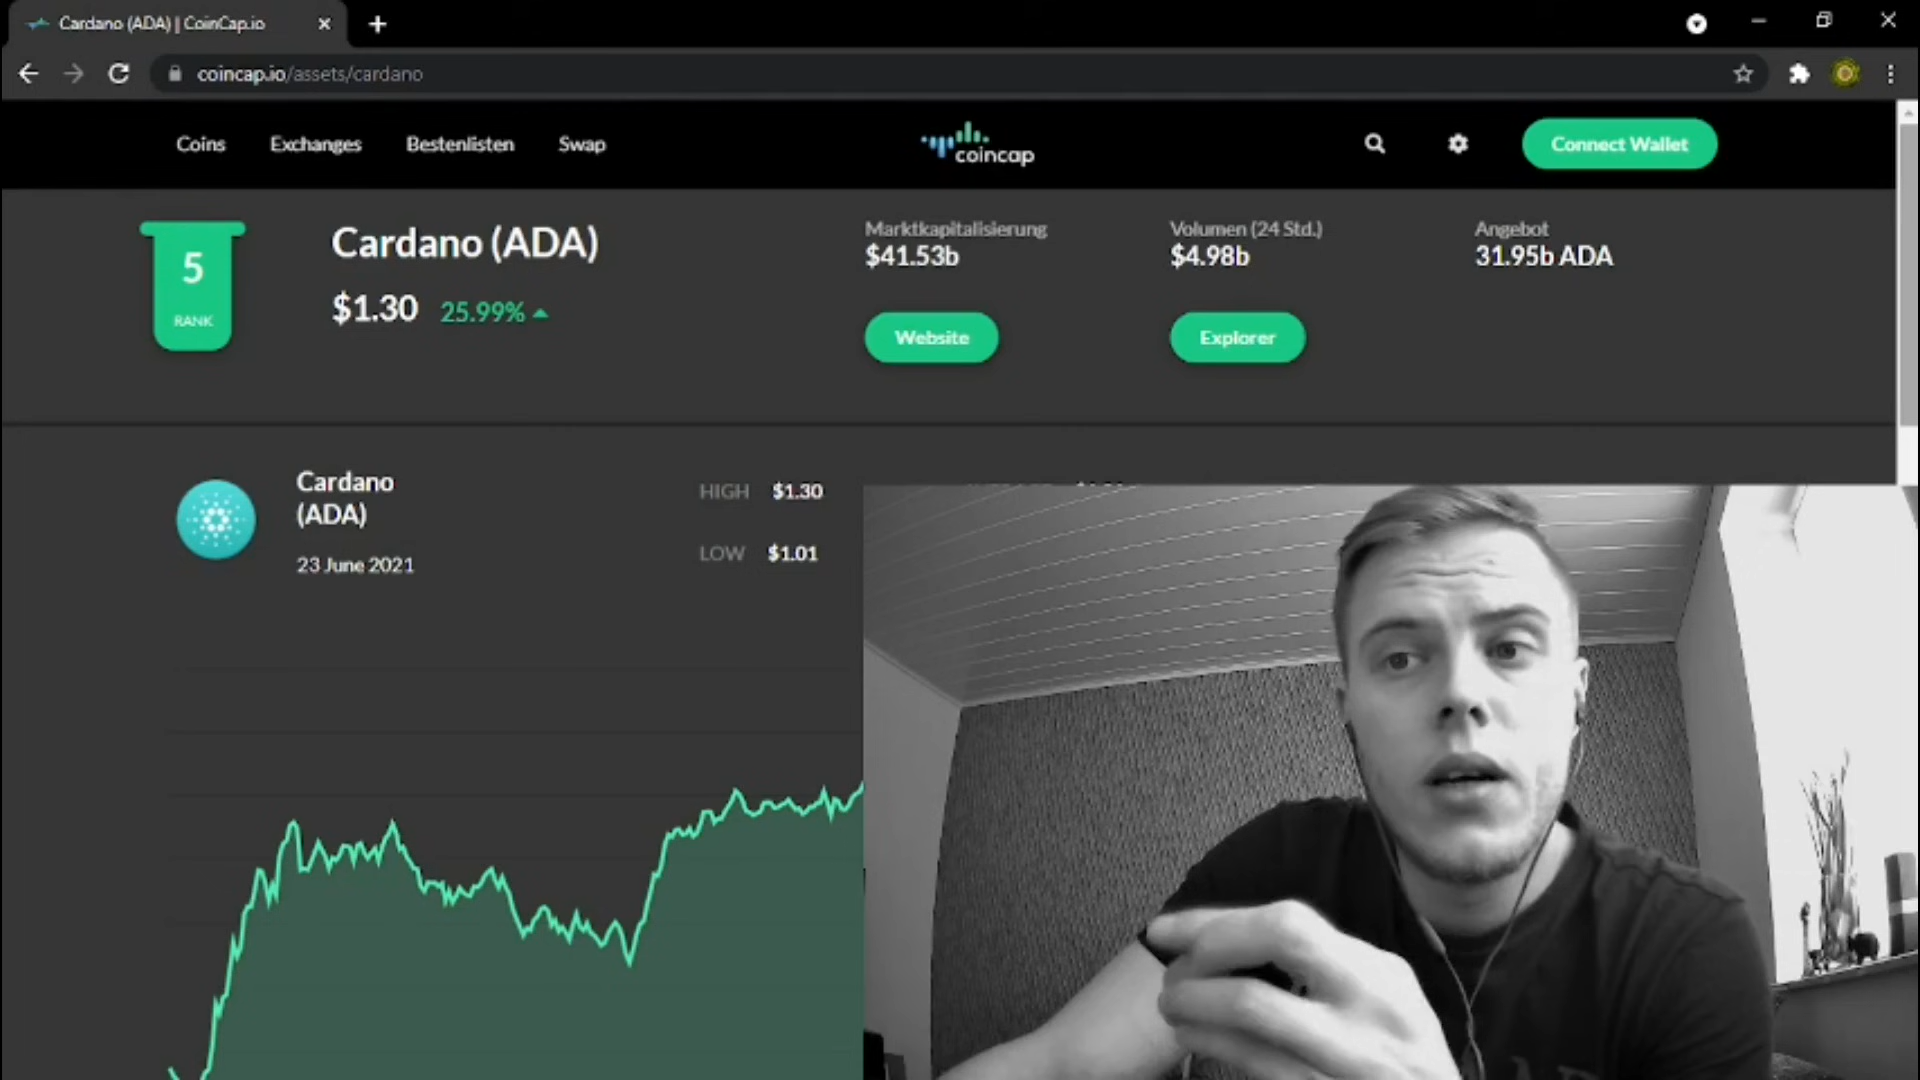 Cardano (ADA) | CoinCap.io
coincap.io/assets/cardano
Coins Exchanges Bestenlisten Swap
coincap
Connect Wallet
5
RANK
Cardano (ADA)
$1.30 25.99%
Marktkapitalisierung
$41.53b
Volumen (24 Std.)
$4.98b
Angebot
31.95b ADA
Website
Explorer
Cardano
(ADA)
23 June 2021
HIGH $1.30
LOW $1.01